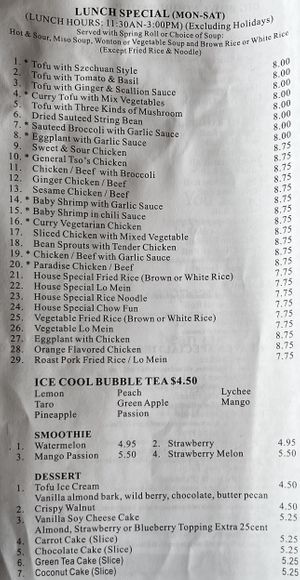 LUNCH SPECIAL (MON-SAT)
(LUNCH HOURS: 11:30AM-3:00PM) (Excluding Holidays)
Served with Spring Roll or Choice of Soup:
Hot & Sour, Miso Soup, Wonton or Vegetable Soup and Brown Rice or White Rice
(Except Fried Rice & Noodle)
1. * Tofu with Szechuan Style 8.00
2. Tofu with Tomato & Basil 8.00
3. Tofu with Ginger & Scallion Sauce 8.00
4. * Curry Tofu with Mix Vegetables 8.00
5. Tofu with Three Kinds of Mushroom 8.00
6. Dried Sauteed String Bean 8.00
7. * Sauteed Broccoli with Garlic Sauce 8.00
8. * Eggplant with Garlic Sauce 8.00
9. Sweet & Sour Chicken 8.75
10. * General Tso's Chicken 8.75
11. Chicken / Beef with Broccoli 8.75
12. Ginger Chicken / Beef 8.75
13. Sesame Chicken / Beef 8.75
14. * Baby Shrimp with Garlic Sauce 8.75
15. * Baby Shrimp in chili Sauce 8.75
16. * Curry Vegetarian Chicken 8.75
17. Sliced Chicken with Mixed Vegetable 8.75
18. Bean Sprouts with Tender Chicken 8.75
19. * Chicken / Beef with Garlic Sauce 8.75
20. * Paradise Chicken / Beef 8.75
21. House Special Fried Rice (Brown or White Rice) 7.75
22. House Special Lo Mein 7.75
23. House Special Rice Noodle 7.75
24. House Special Chow Fun 7.75
25. Vegetable Fried Rice (Brown or White Rice) 7.75
26. Vegetable Lo Mein 7.75
27. Eggplant with Chicken 8.75
28. Orange Flavored Chicken 8.75
29. Roast Pork Fried Rice / Lo Mein 7.75
ICE COOL BUBBLE TEA $4.50
Lemon Peach Lychee
Taro Green Apple Mango
Pineapple Passion
SMOOTHIE
1. Watermelon 4.95 2. Strawberry 4.95
3. Mango Passion 5.50 4. Strawberry Melon 5.50
DESSERT
1. Tofu Ice Cream 5.25
Vanilla almond bark, wild berry, chocolate, butter pecan
2. Crispy Walnut 5.25
3. Vanilla Soy Cheese Cake 5.25
Almond, Strawberry or Blueberry Topping Extra 25cent
4. Carrot Cake (Slice) 5.25
5. Chocolate Cake (Slice) 5.25
6. Green Tea Cake (Slice) 5.25
7. Coconut Cake (Slice) 5.25